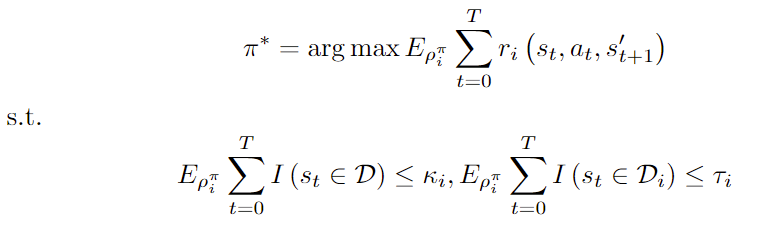 π* = arg max E_{ρ_i^π} ∑_{t=0}^{T} r_i (s_t, a_t, s′_{t+1})
s.t.
E_{ρ_i^π} ∑_{t=0}^{T} I (s_t ∈ 𝒟) ≤ κ_i, E_{ρ_i^π} ∑_{t=0}^{T} I (s_t ∈ 𝒟_i) ≤ τ_i